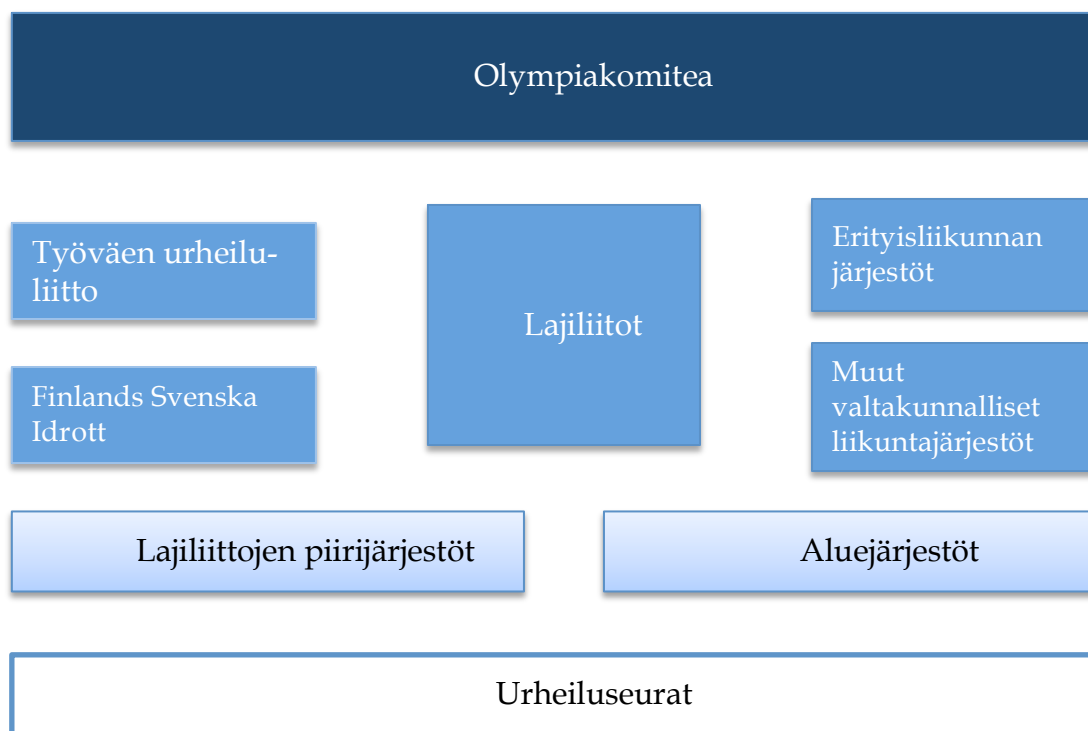 Olympiakomitea
Työväen urheilu-
liitto
Finlands Svenska
Idrott
Lajiliitot
Erityisliikunnan
järjestöt
Muut
valtakunnalliset
liikuntajärjestöt
Lajiliittojen piirijärjestöt
Aluejärjestöt
Urheiluseurat